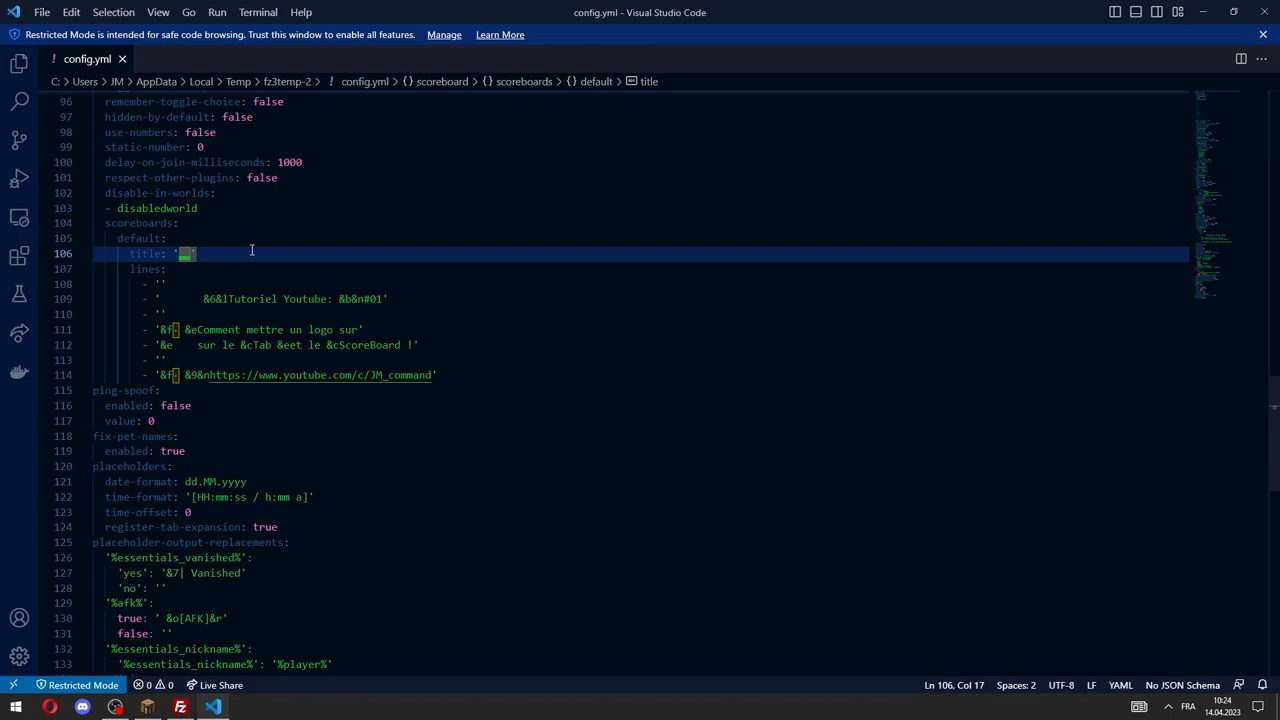 File Edit Selection View Go Run Terminal Help
config.yml - Visual Studio Code
Restricted Mode is intended for safe code browsing. Trust this window to enable all features. Manage Learn More
! config.yml
C: > Users > JM > AppData > Local > Temp > fz3temp-2 > ! config.yml > {} scoreboard > {} scoreboards > {} default > title
96 remember-toggle-choice: false
97 hidden-by-default: false
98 use-numbers: false
99 static-number: 0
100 delay-on-join-milliseconds: 1000
101 respect-other-plugins: false
102 disable-in-worlds:
103 - disabledworld
104 scoreboards:
105 default:
106 title: ' '
107 lines:
108 - ''
109 - ' &6&lTutoriel Youtube: &b&n#01'
110 - ''
111 - '&f· &eComment mettre un logo sur'
112 - '&e sur le &cTab &eet le &cScoreBoard !'
113 - ''
114 - '&f· &9&nhttps://www.youtube.com/c/JM_command'
115 ping-spoof:
116 enabled: false
117 value: 0
118 fix-pet-names:
119 enabled: true
120 placeholders:
121 date-format: dd.MM.yyyy
122 time-format: '[HH:mm:ss / h:mm a]'
123 time-offset: 0
124 register-tab-expansion: true
125 placeholder-output-replacements:
126 '%essentials_vanished%':
127 'yes': '&7| Vanished'
128 'no': ''
129 '%afk%':
130 true: ' &o[AFK]&r'
131 false: ''
132 '%essentials_nickname%':
133 '%essentials_nickname%': '%player%'
Restricted Mode 0 0 Live Share Ln 106, Col 17 Spaces: 2 UTF-8 LF YAML No JSON Schema
FRA
10:24
14.04.2023